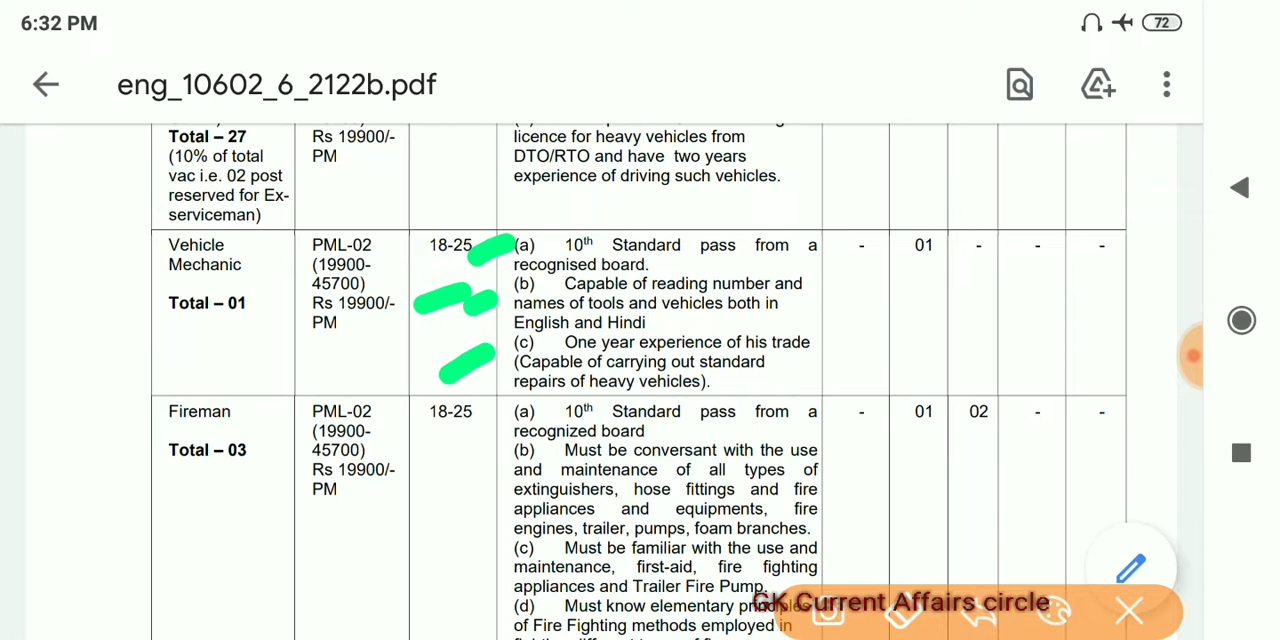 6:32 PM
72
eng_10602_6_2122b.pdf
Total – 27
(10% of total
vac i.e. 02 post
reserved for Ex-
serviceman)
Rs 19900/-
PM
licence for heavy vehicles from
DTO/RTO and have two years
experience of driving such vehicles.
Vehicle
Mechanic
Total – 01
PML-02
(19900-
45700)
Rs 19900/-
PM
18-25
(a) 10th Standard pass from a
recognised board.
(b) Capable of reading number and
names of tools and vehicles both in
English and Hindi
(c) One year experience of his trade
(Capable of carrying out standard
repairs of heavy vehicles).
- 01 - - -
Fireman
Total – 03
PML-02
(19900-
45700)
Rs 19900/-
PM
18-25
(a) 10th Standard pass from a
recognized board
(b) Must be conversant with the use
and maintenance of all types of
extinguishers, hose fittings and fire
appliances and equipments, fire
engines, trailer, pumps, foam branches.
(c) Must be familiar with the use and
maintenance, first-aid, fire fighting
appliances and Trailer Fire Pump.
(d) Must know elementary principles
of Fire Fighting methods employed in
- 01 02 - -
GK Current Affairs circle